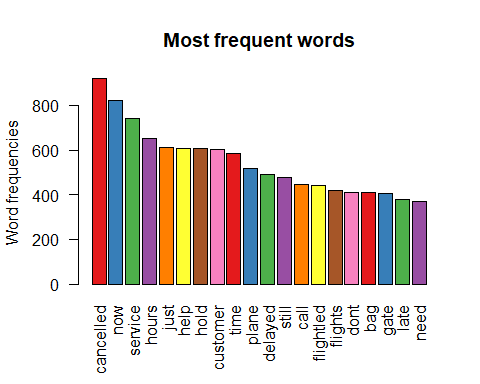 Most frequent words
Word frequencies
800
600
400
200
0
cancelled
now
service
hours
just
help
hold
customer
time
plane
delayed
still
call
flightled
flights
dont
bag
gate
late
need